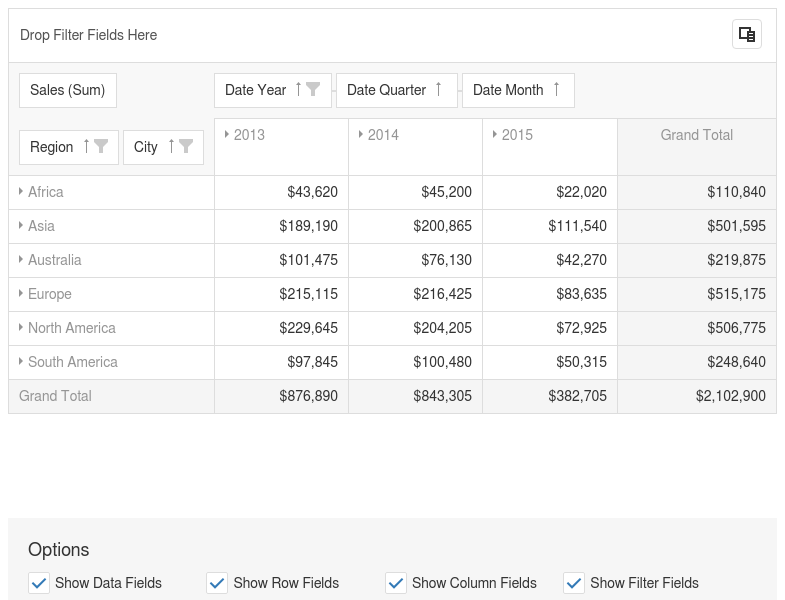 Drop Filter Fields Here
Sales (Sum) Date Year Date Quarter Date Month
Region City 2013 2014 2015 Grand Total
Africa $43,620 $45,200 $22,020 $110,840
Asia $189,190 $200,865 $111,540 $501,595
Australia $101,475 $76,130 $42,270 $219,875
Europe $215,115 $216,425 $83,635 $515,175
North America $229,645 $204,205 $72,925 $506,775
South America $97,845 $100,480 $50,315 $248,640
Grand Total $876,890 $843,305 $382,705 $2,102,900
Options
Show Data Fields Show Row Fields Show Column Fields Show Filter Fields